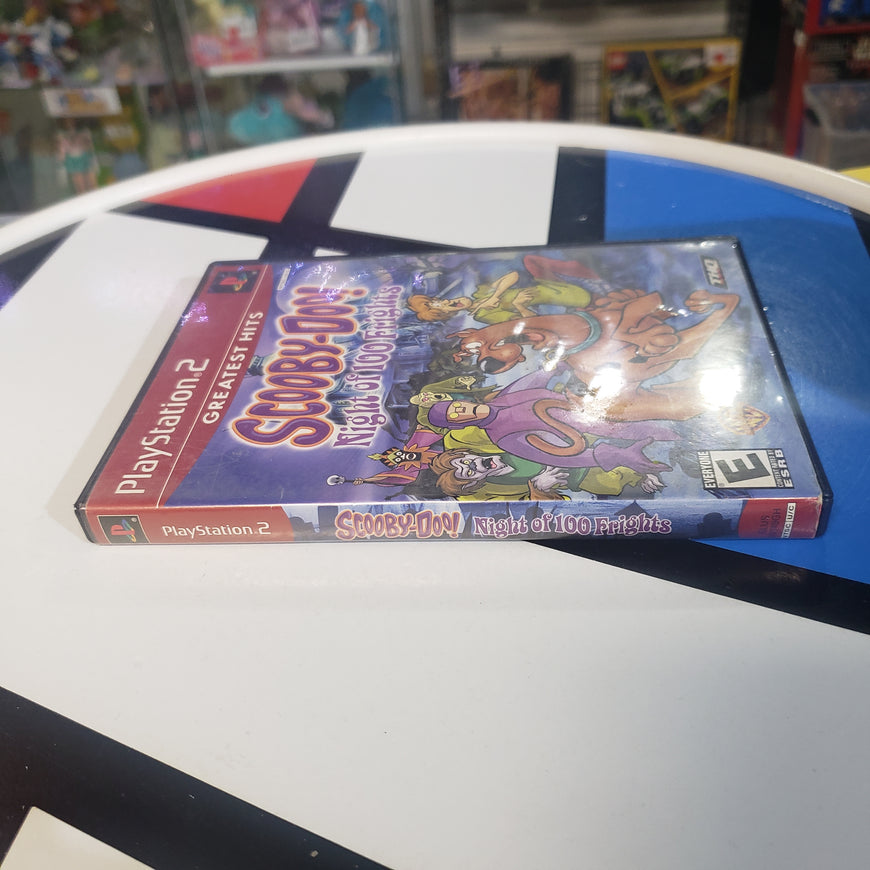 PlayStation.2
GREATEST HITS
SCOOBY-DOO!
Night of 100 Frights
THQ
EVERYONE
E
ESRB
PlayStation.2
SCOOBY-DOO! Night of 100 Frights
NTSC U/C